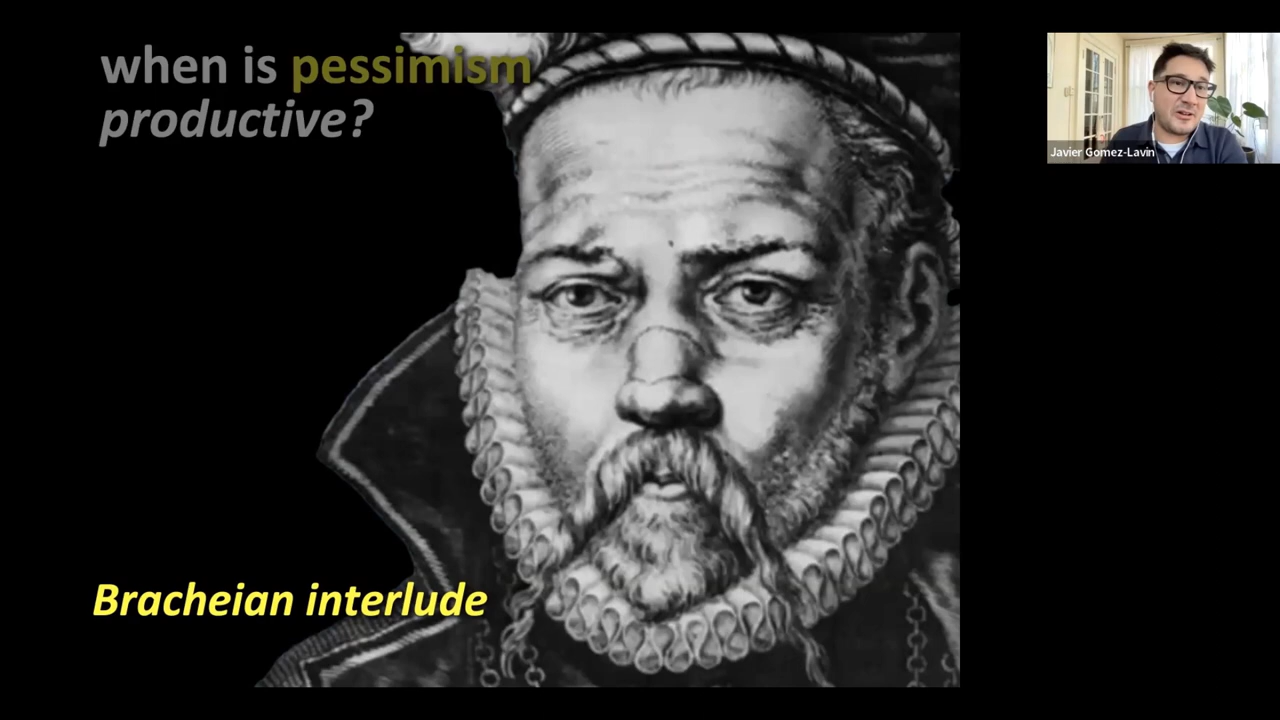 when is pessimism
productive?
Javier Gomez-Lavin
Bracheian interlude